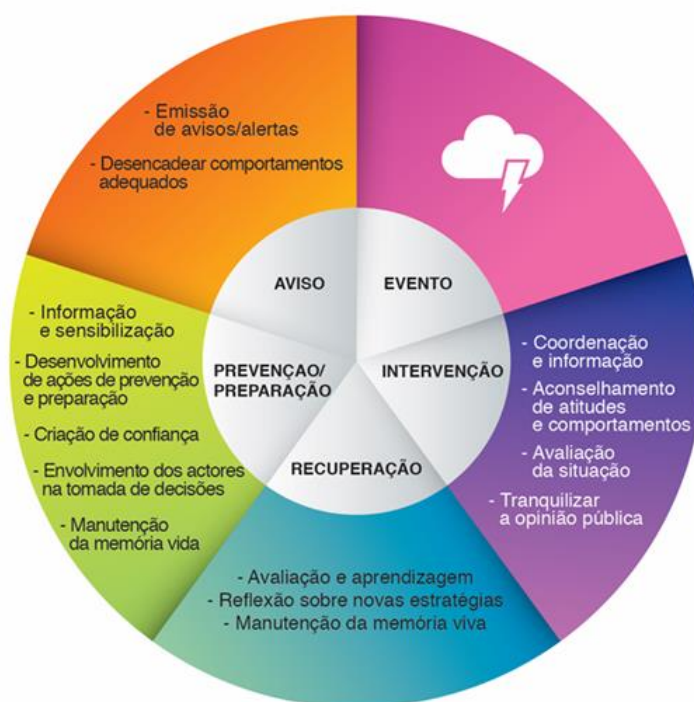 - Emissão
de avisos/alertas
- Desencadear comportamentos
adequados
AVISO
EVENTO
- Informação
e sensibilização
- Desenvolvimento
de ações de prevenção
e preparação
- Criação de confiança
- Envolvimento dos actores
na tomada de decisões
- Manutenção
da memória vida
PREVENÇAO/
PREPARAÇÃO
INTERVENÇÃO
- Coordenação
e informação
- Aconselhamento
de atitudes
e comportamentos
- Avaliação
da situação
- Tranquilizar
a opinião pública
RECUPERAÇÃO
- Avaliação e aprendizagem
- Reflexão sobre novas estratégias
- Manutenção da memória viva